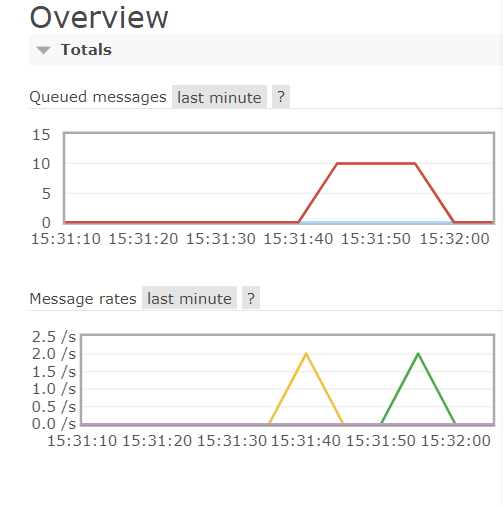 Overview
Totals
Queued messages last minute ?
15
10
5
0
15:31:10 15:31:20 15:31:30 15:31:40 15:31:50 15:32:00
Message rates last minute ?
2.5 /s
2.0 /s
1.5 /s
1.0 /s
0.5 /s
0.0 /s
15:31:10 15:31:20 15:31:30 15:31:40 15:31:50 15:32:00